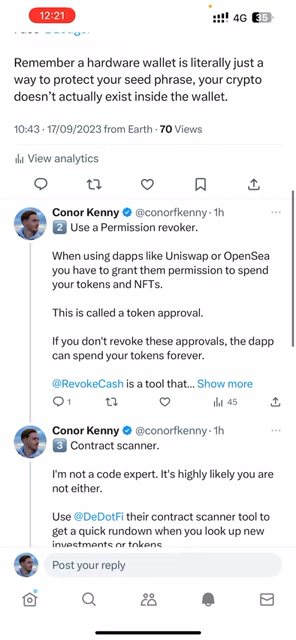 12:21
4G 35
Remember a hardware wallet is literally just a
way to protect your seed phrase, your crypto
doesn't actually exist inside the wallet.
10:43 · 17/09/2023 from Earth · 70 Views
View analytics
Conor Kenny @conorfkenny · 1h
2 Use a Permission revoker.
When using dapps like Uniswap or OpenSea
you have to grant them permission to spend
your tokens and NFTs.
This is called a token approval.
If you don't revoke these approvals, the dapp
can spend your tokens forever.
@RevokeCash is a tool that... Show more
1 45
Conor Kenny @conorfkenny · 1h
3 Contract scanner.
I'm not a code expert. It's highly likely you are
not either.
Use @DeDotFi their contract scanner tool to
get a quick rundown when you look up new
investments or tokens
Post your reply